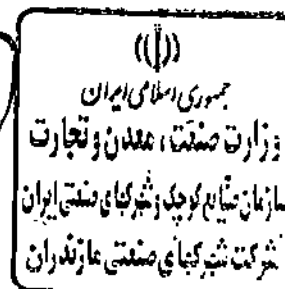 جمهوری اسلامی ایران
وزارت صنعت، معدن و تجارت
سازمان صنایع کوچک و شهرکهای صنعتی ایران
شرکت شهرکهای صنعتی مازندران